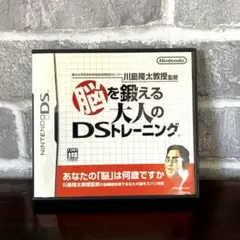 川島隆太教授監修
Nintendo
脳を鍛える
大人の
DSトレーニング
NINTENDO DS
あなたの「脳」は何歳ですか